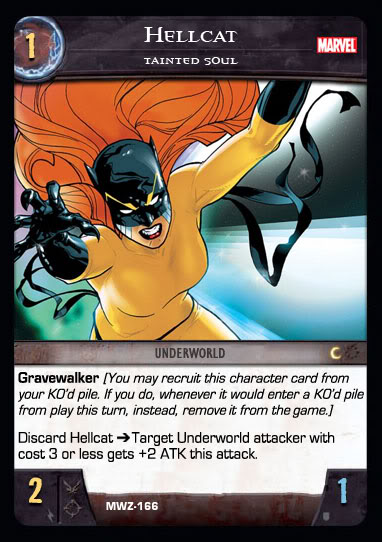 1
HELLCAT
MARVEL
TAINTED SOUL
UNDERWORLD
Gravewalker [You may recruit this character card from
your KO'd pile. If you do, whenever it would enter a KO'd pile
from play this turn, instead, remove it from the game.]
Discard Hellcat ➔Target Underworld attacker with
cost 3 or less gets +2 ATK this attack.
2
MWZ-166
1